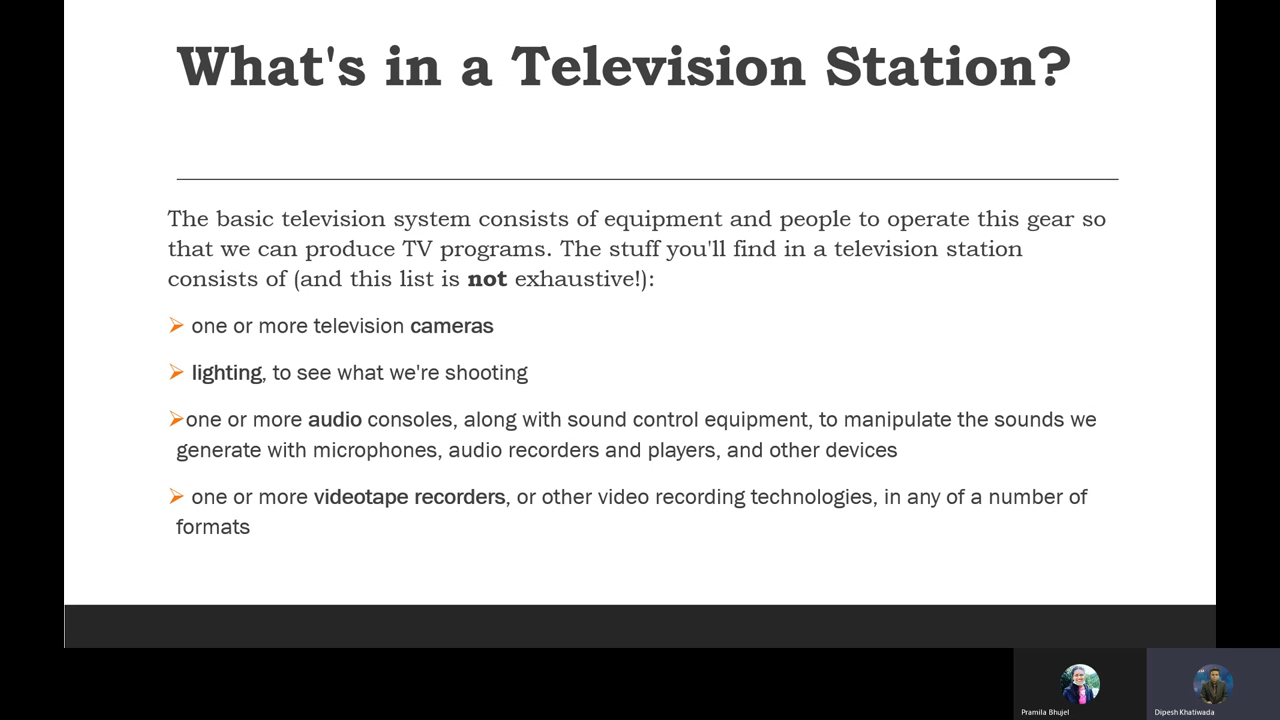 What's in a Television Station?
The basic television system consists of equipment and people to operate this gear so
that we can produce TV programs. The stuff you'll find in a television station
consists of (and this list is not exhaustive!):
➢ one or more television cameras
➢ lighting, to see what we're shooting
➢one or more audio consoles, along with sound control equipment, to manipulate the sounds we
generate with microphones, audio recorders and players, and other devices
➢ one or more videotape recorders, or other video recording technologies, in any of a number of
formats
Pramila Bhujel
Dipesh Khatiwada